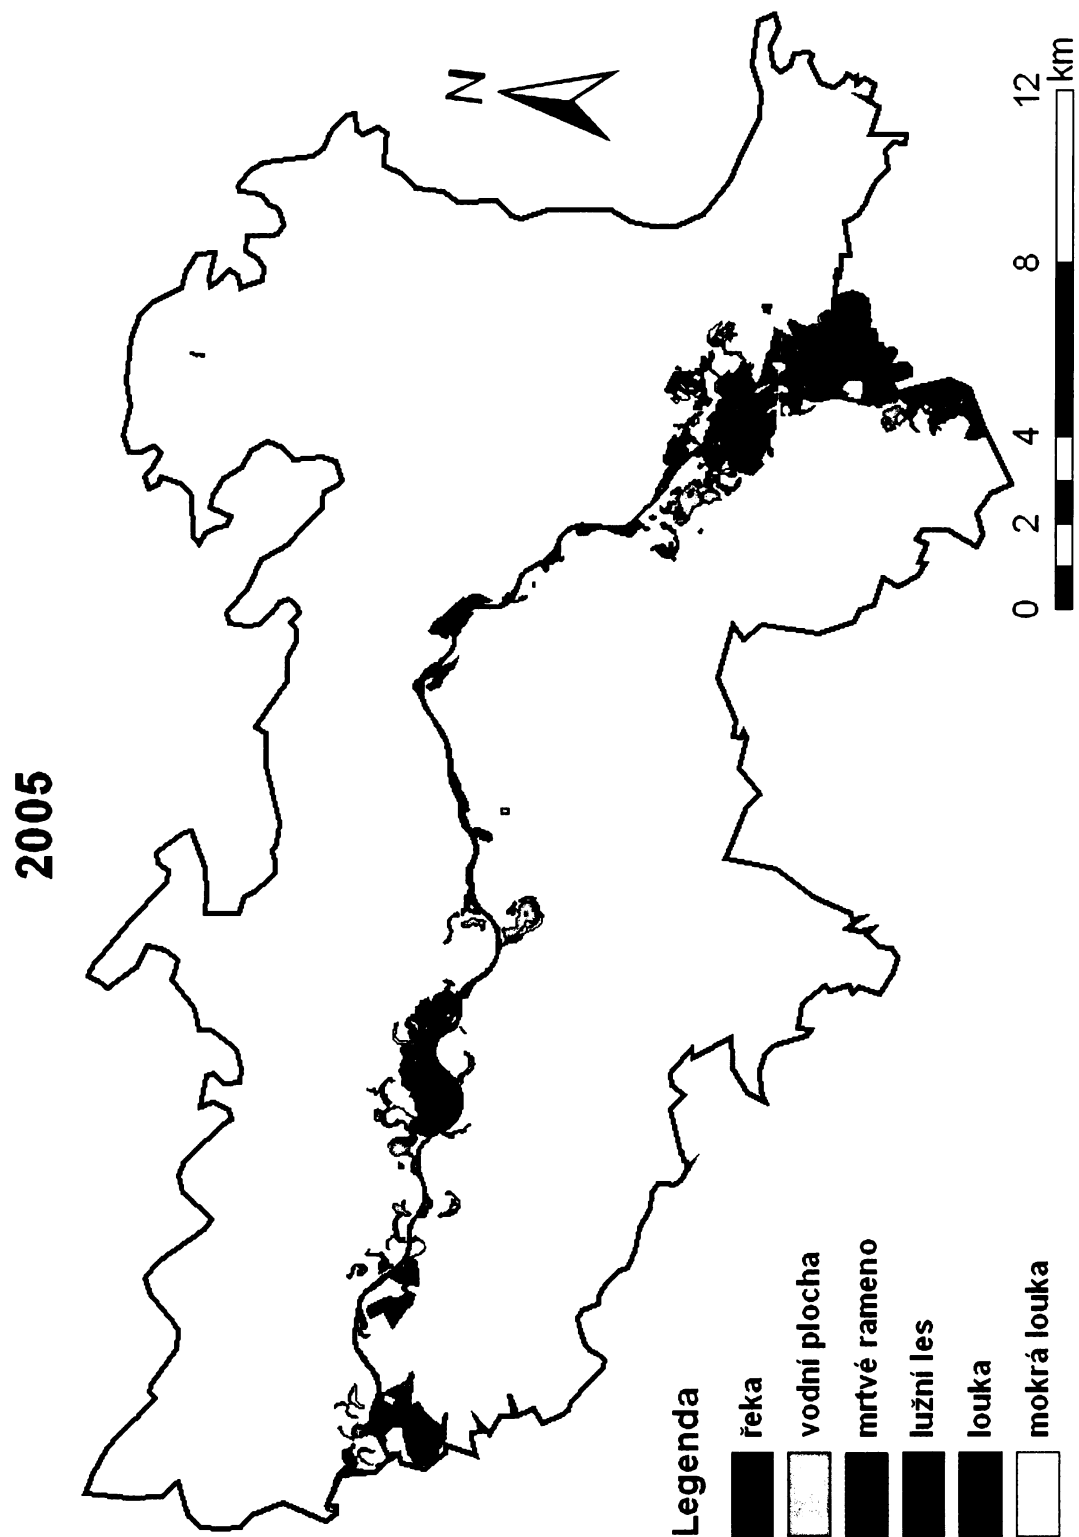 2005
N
Legenda
řeka
vodní plocha
mrtvé rameno
lužní les
louka
mokrá louka
0 2 4 8 12
km